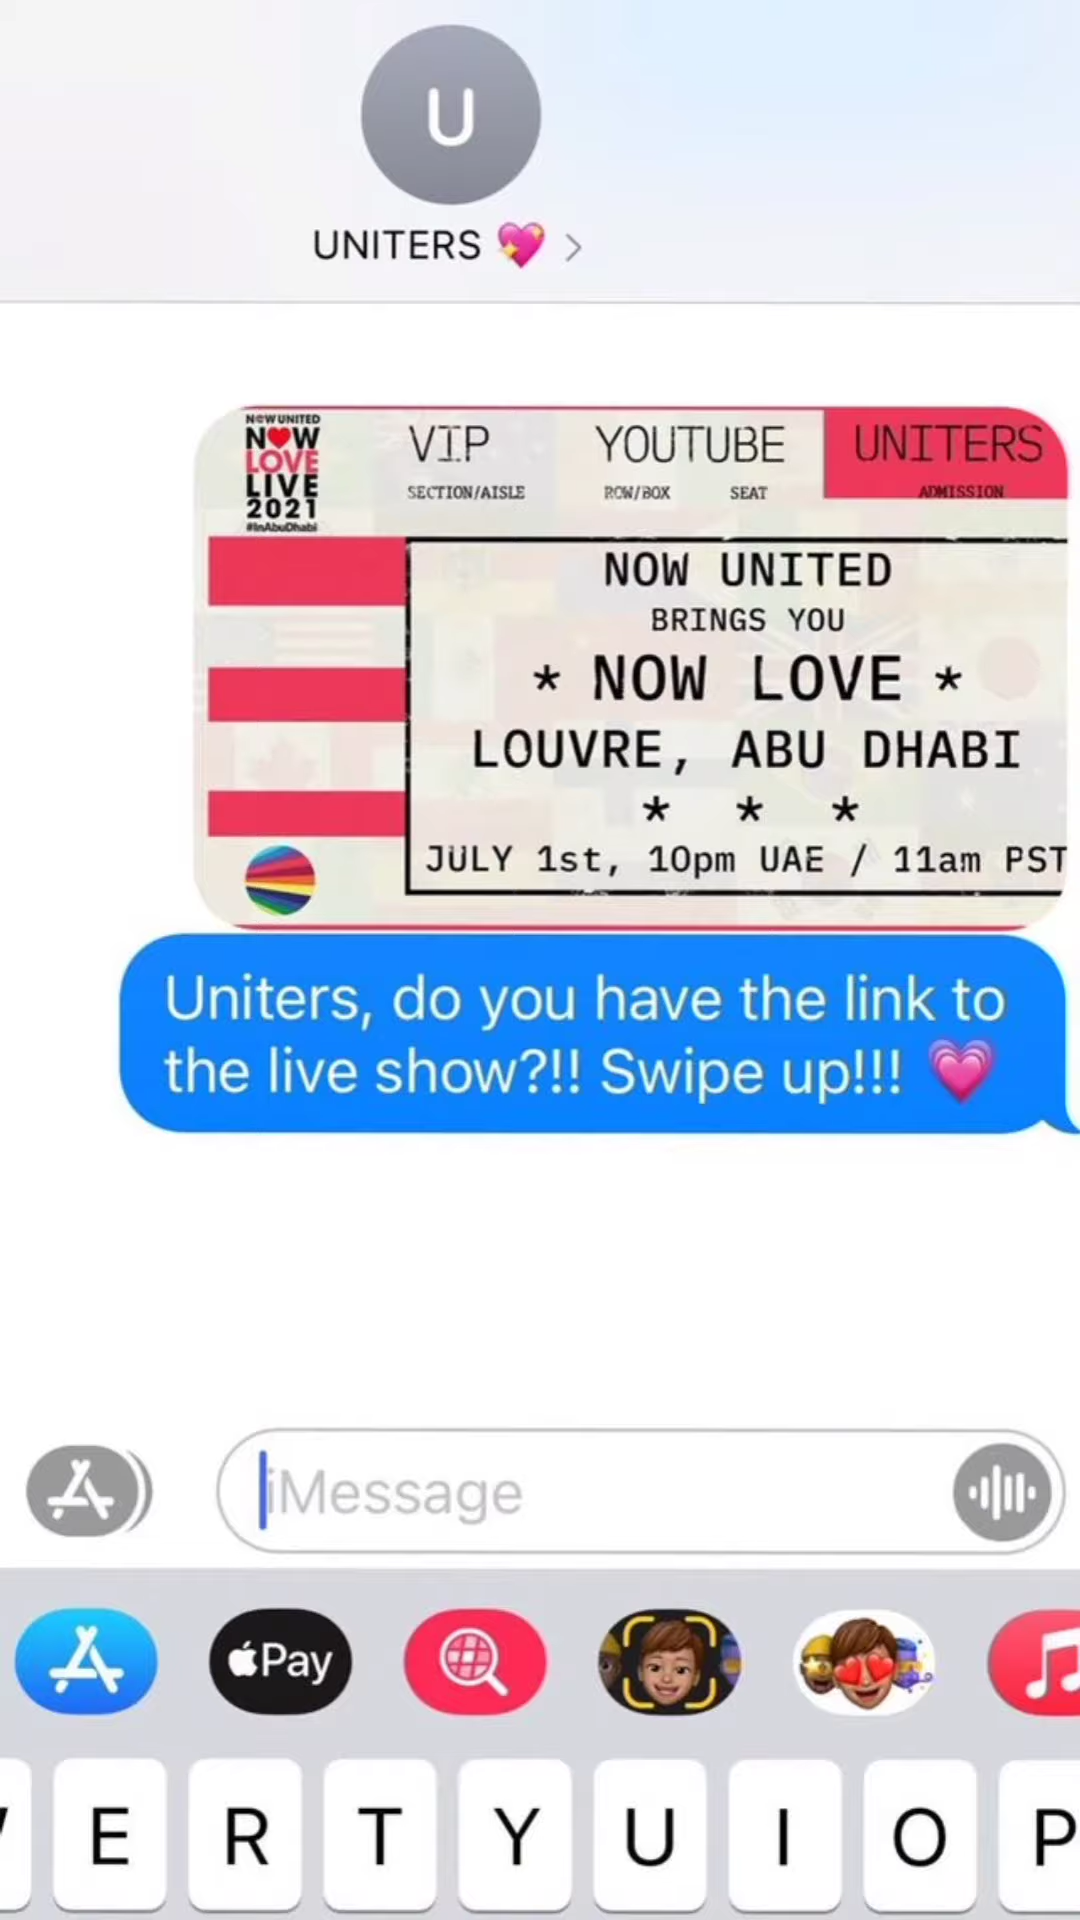 U
UNITERS 💖 >
NOW UNITED
NOW
LOVE
LIVE
2021
#InAbuDhabi
VIP
SECTION/AISLE
YOUTUBE
ROW/BOX SEAT
UNITERS
ADMISSION
NOW UNITED
BRINGS YOU
* NOW LOVE *
LOUVRE, ABU DHABI
* * *
JULY 1st, 10pm UAE / 11am PST
Uniters, do you have the link to
the live show?!! Swipe up!!! 💗
iMessage
Pay
E R T Y U I O P